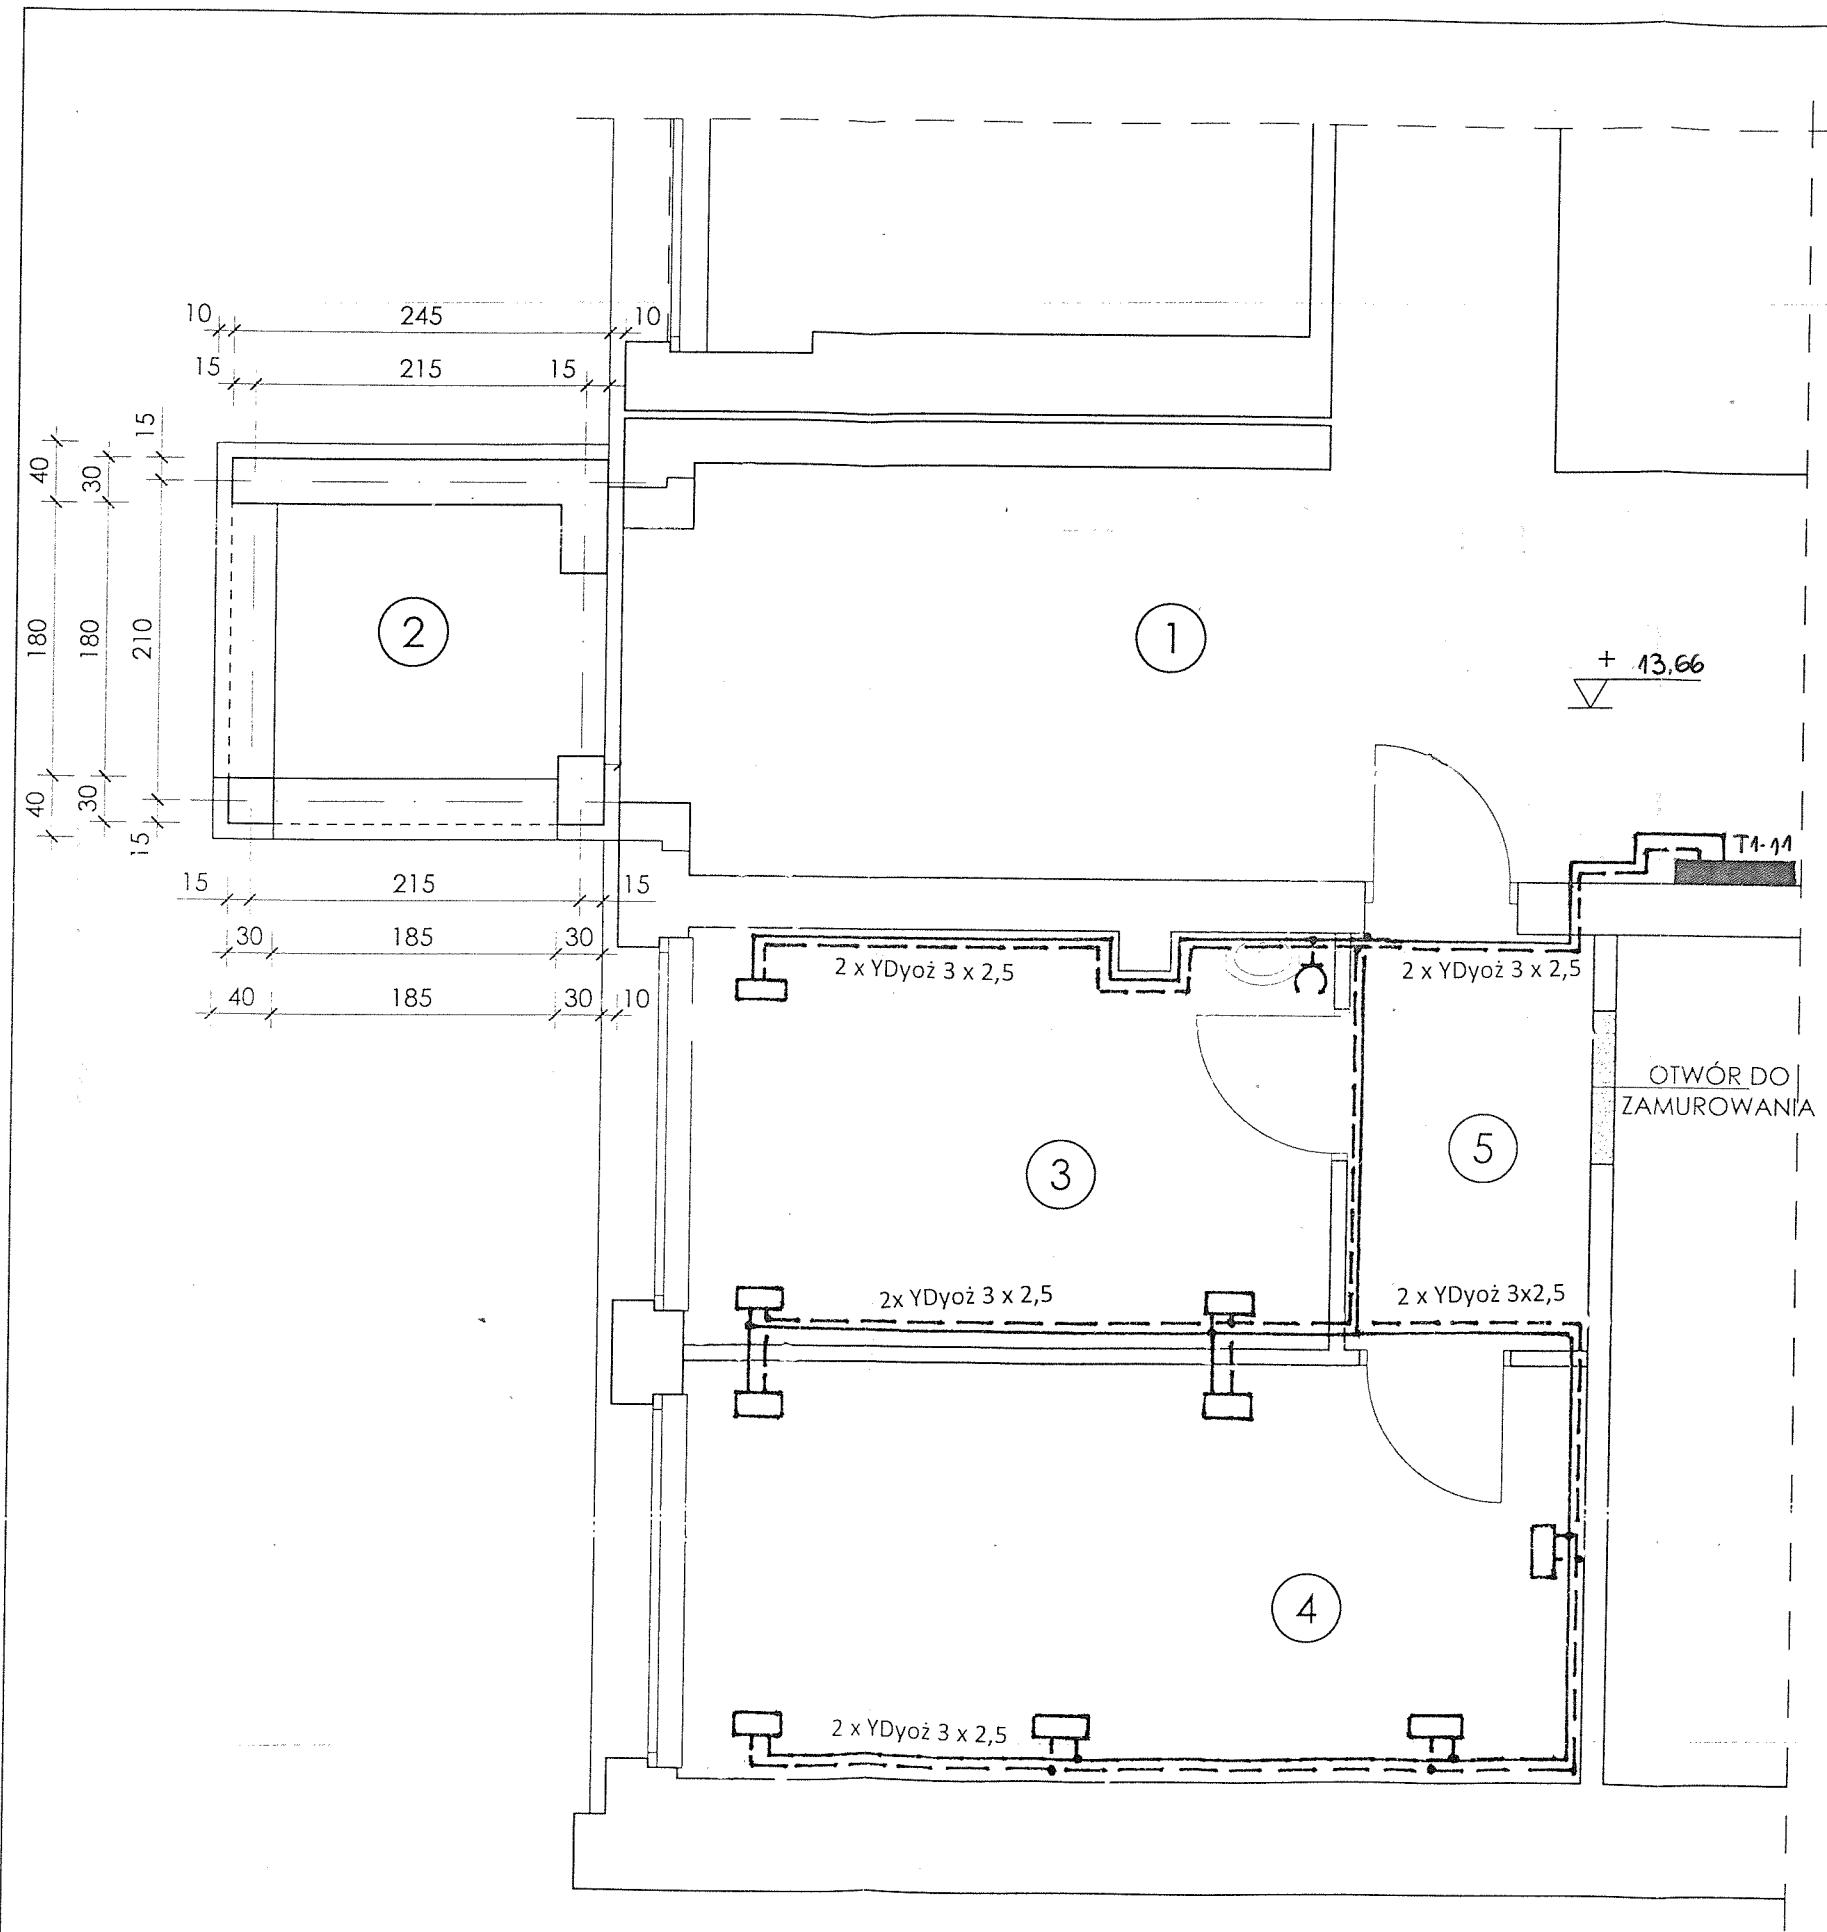 10 245 10
15 215 15
15
40 30
2
1
180 180 210
+ 13,66
40 30
15
T1-11
15 215 15
30 185 30
2 x YDyoż 3 x 2,5
2 x YDyoż 3 x 2,5
40 185 30 10
OTWÓR DO
ZAMUROWANIA
3
5
2x YDyoż 3 x 2,5
2 x YDyoż 3x2,5
4
2 x YDyoż 3 x 2,5